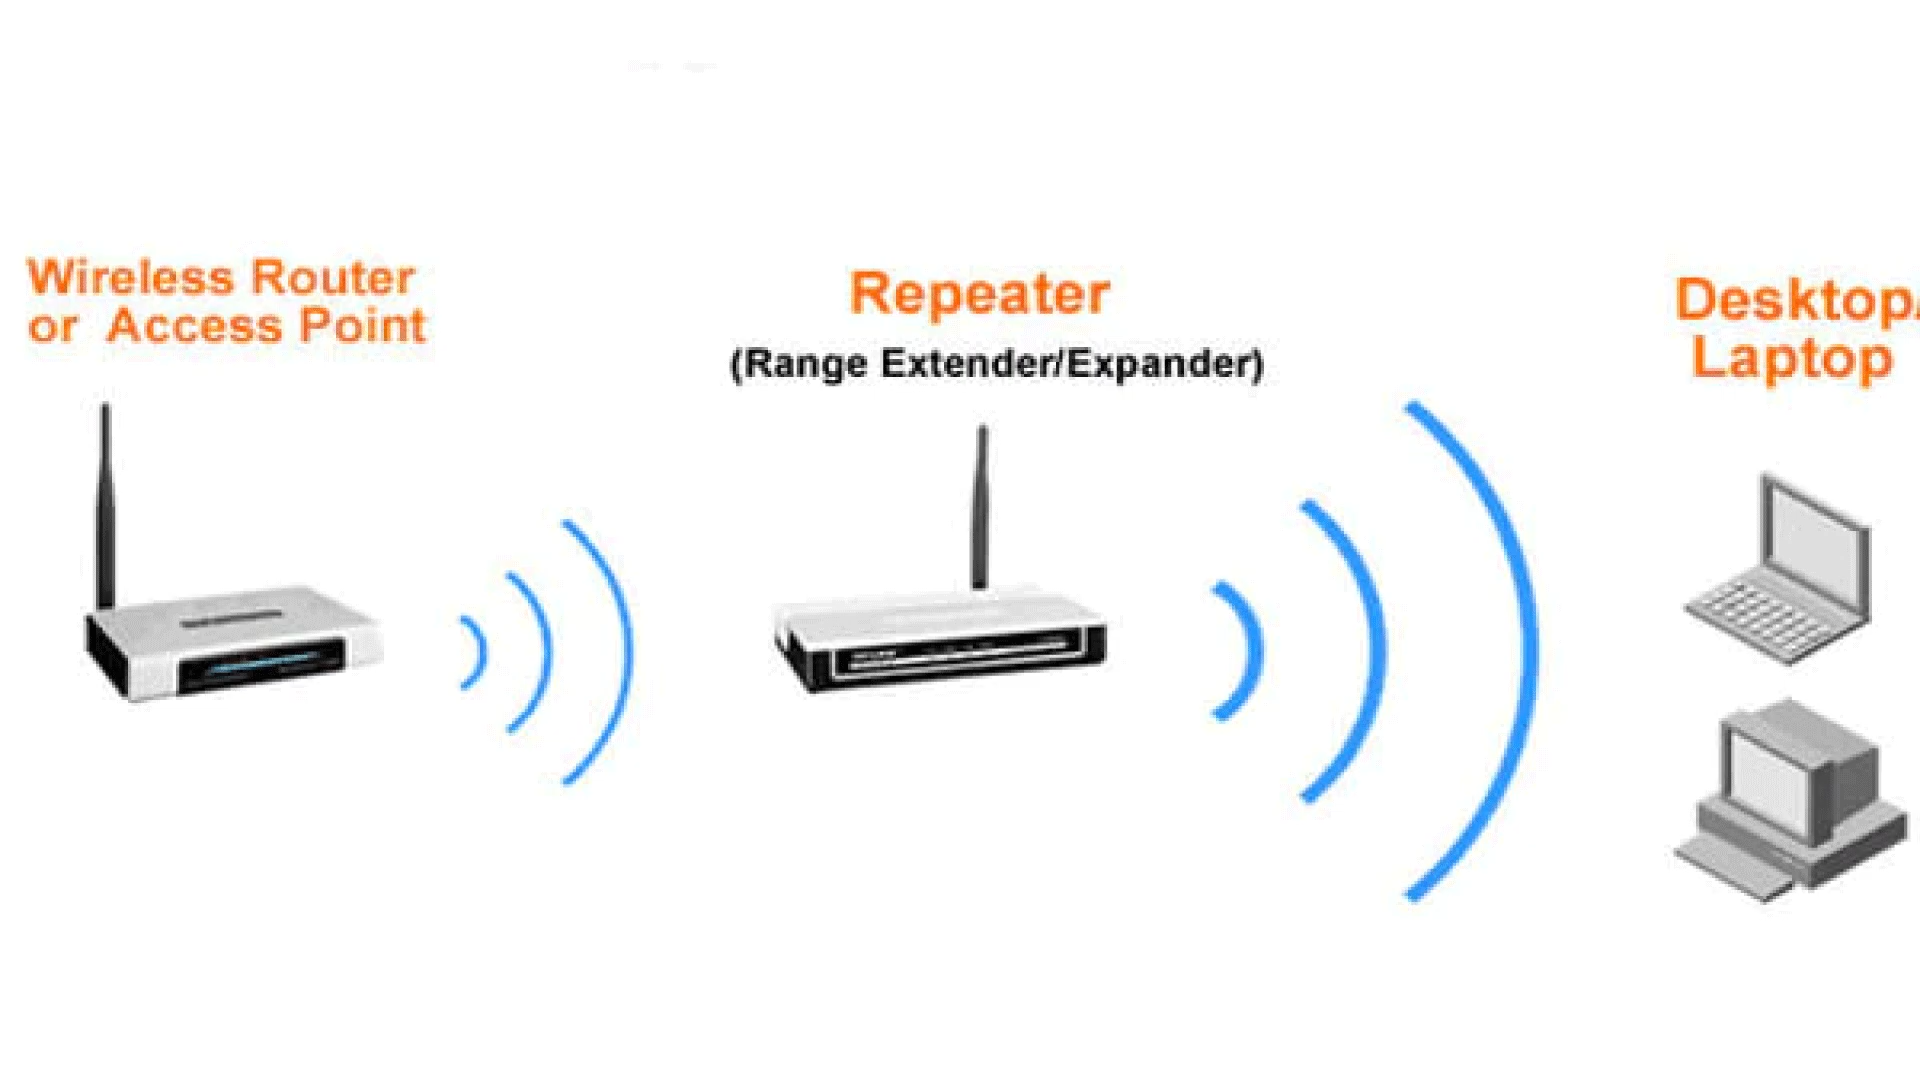 Wireless Router
or Access Point
Repeater
(Range Extender/Expander)
Desktop/
Laptop